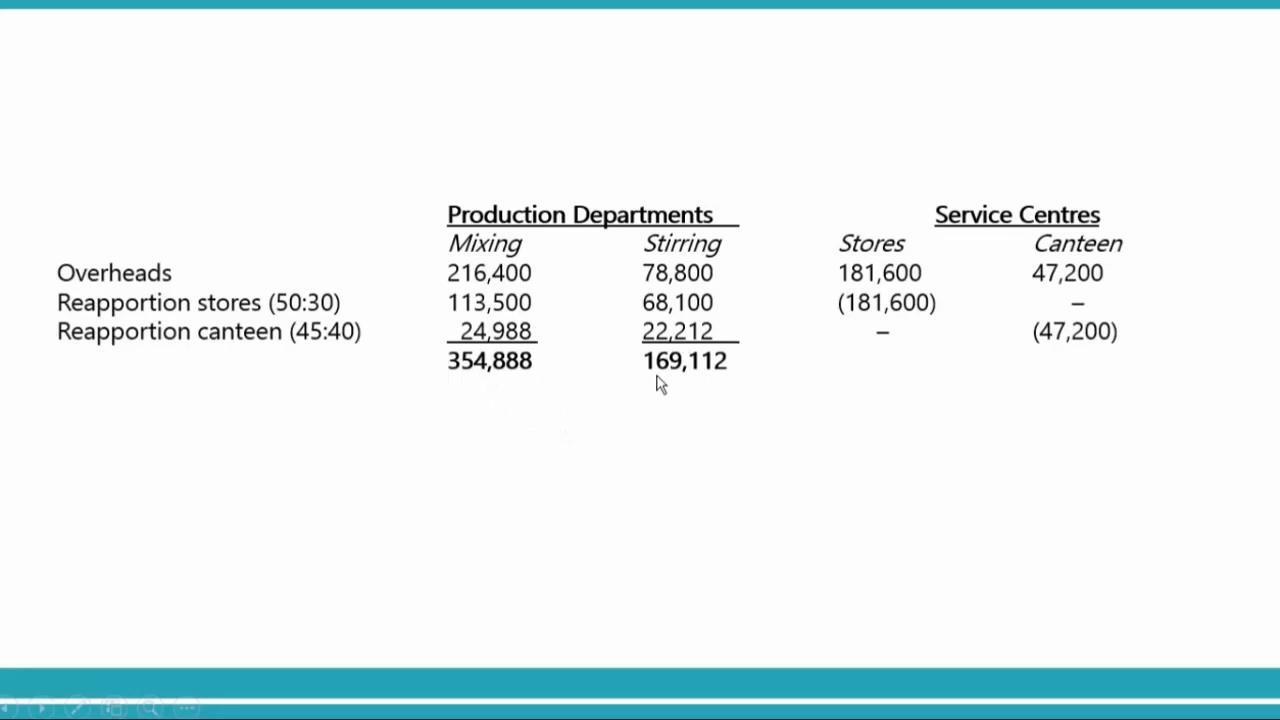 Production Departments Service Centres
Mixing Stirring Stores Canteen
Overheads 216,400 78,800 181,600 47,200
Reapportion stores (50:30) 113,500 68,100 (181,600) –
Reapportion canteen (45:40) 24,988 22,212 – (47,200)
354,888 169,112